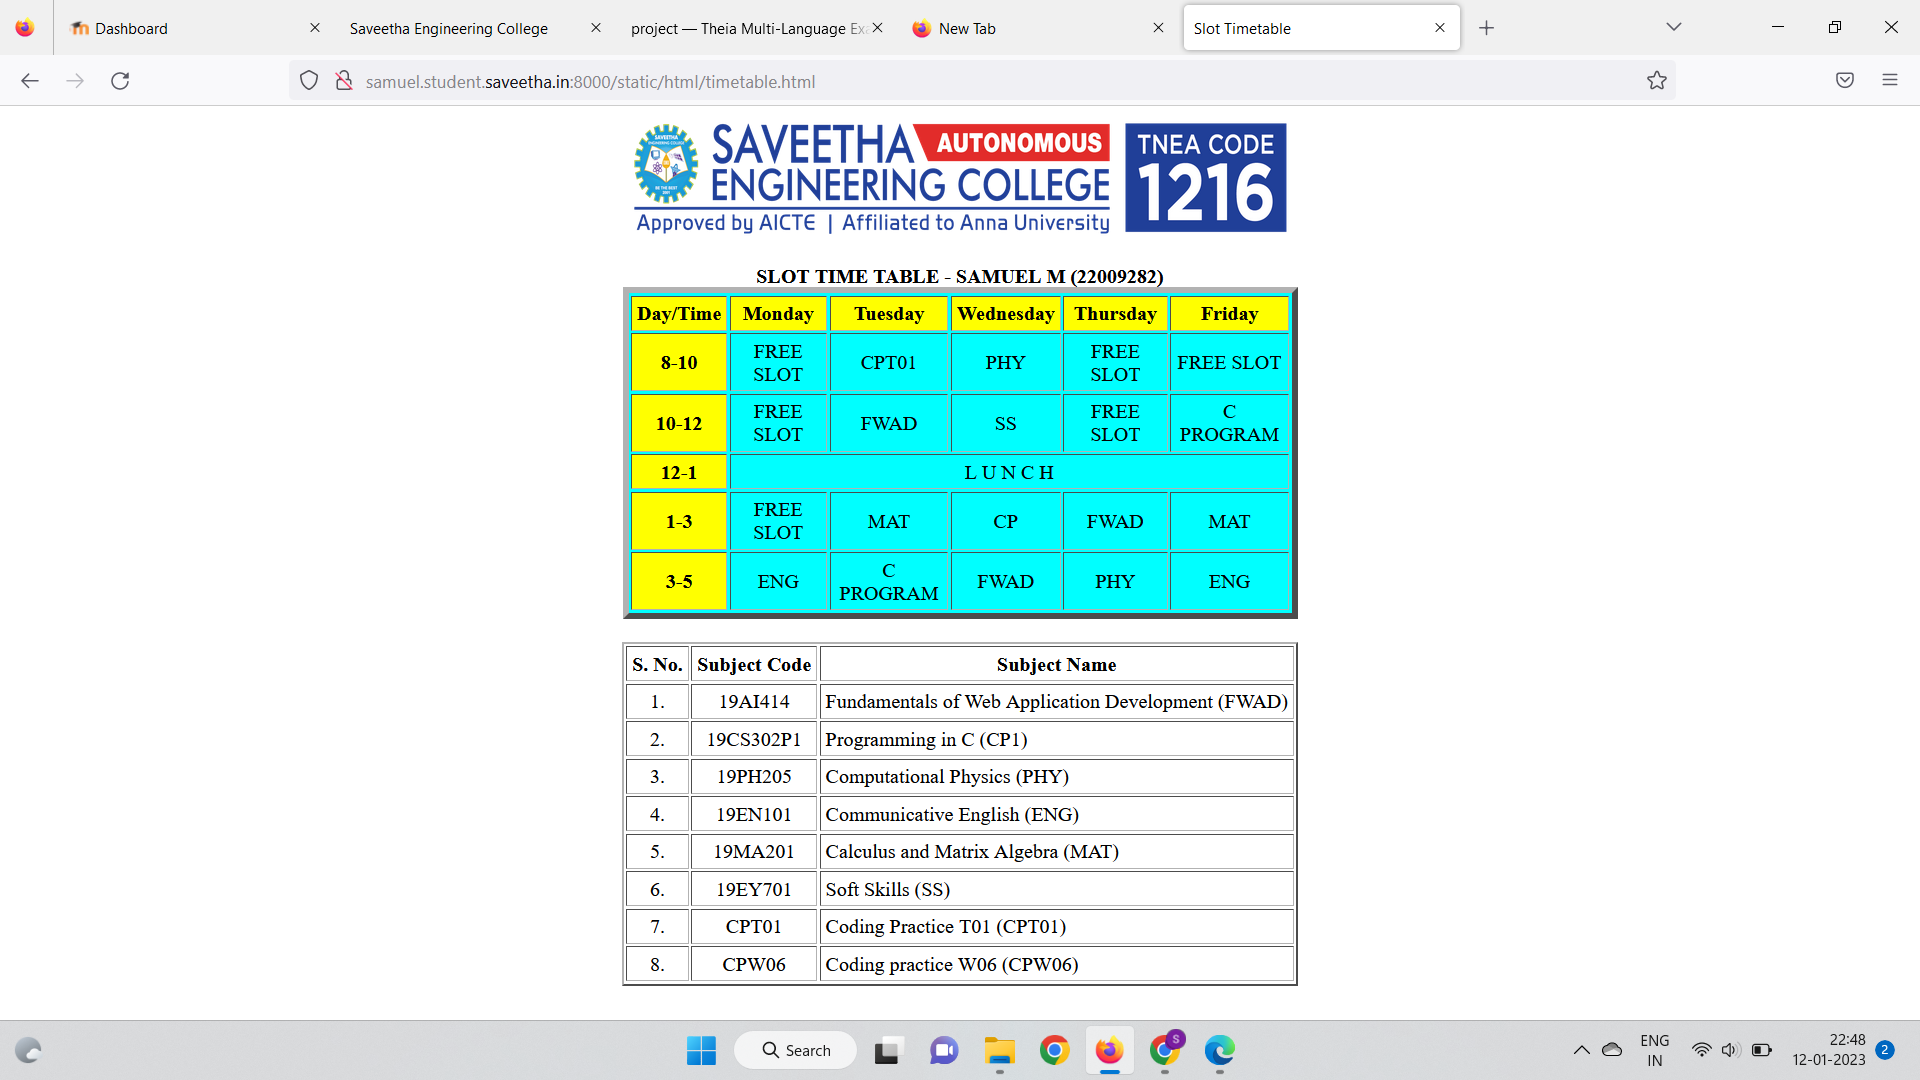 Dashboard
Saveetha Engineering College
project — Theia Multi-Language Ex
New Tab
Slot Timetable
samuel.student.saveetha.in:8000/static/html/timetable.html
SAVEETHA AUTONOMOUS
ENGINEERING COLLEGE
Approved by AICTE | Affiliated to Anna University
TNEA CODE
1216
SLOT TIME TABLE - SAMUEL M (22009282)
Day/Time Monday Tuesday Wednesday Thursday Friday
8-10 FREE SLOT CPT01 PHY FREE SLOT FREE SLOT
10-12 FREE SLOT FWAD SS FREE SLOT C PROGRAM
12-1 L U N C H
1-3 FREE SLOT MAT CP FWAD MAT
3-5 ENG C PROGRAM FWAD PHY ENG
S. No. Subject Code Subject Name
1. 19AI414 Fundamentals of Web Application Development (FWAD)
2. 19CS302P1 Programming in C (CP1)
3. 19PH205 Computational Physics (PHY)
4. 19EN101 Communicative English (ENG)
5. 19MA201 Calculus and Matrix Algebra (MAT)
6. 19EY701 Soft Skills (SS)
7. CPT01 Coding Practice T01 (CPT01)
8. CPW06 Coding practice W06 (CPW06)
Search
S
ENG
IN
22:48
12-01-2023
2